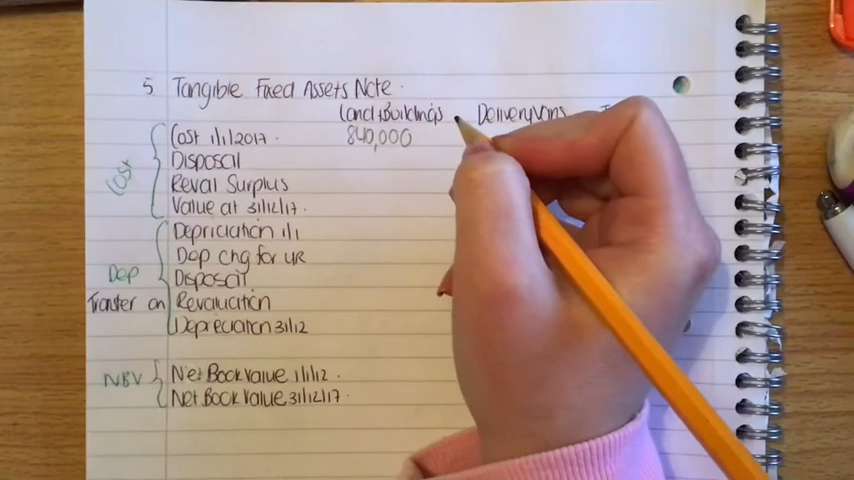 5 Tangible Fixed Assets Note.
Land + Buildings Delivery Vans
Cost 1/1/2017. 840,000
Disposal
Reval Surplus
Value at 31/12/17.
Cost
Depriciation 1/1
Dep chg for UR
Disposal
Dep
Transfer on Revaluation
Depreciation 31/12
Net Book Value 1/1/12.
NBV
Net Book Value 31/12/17.